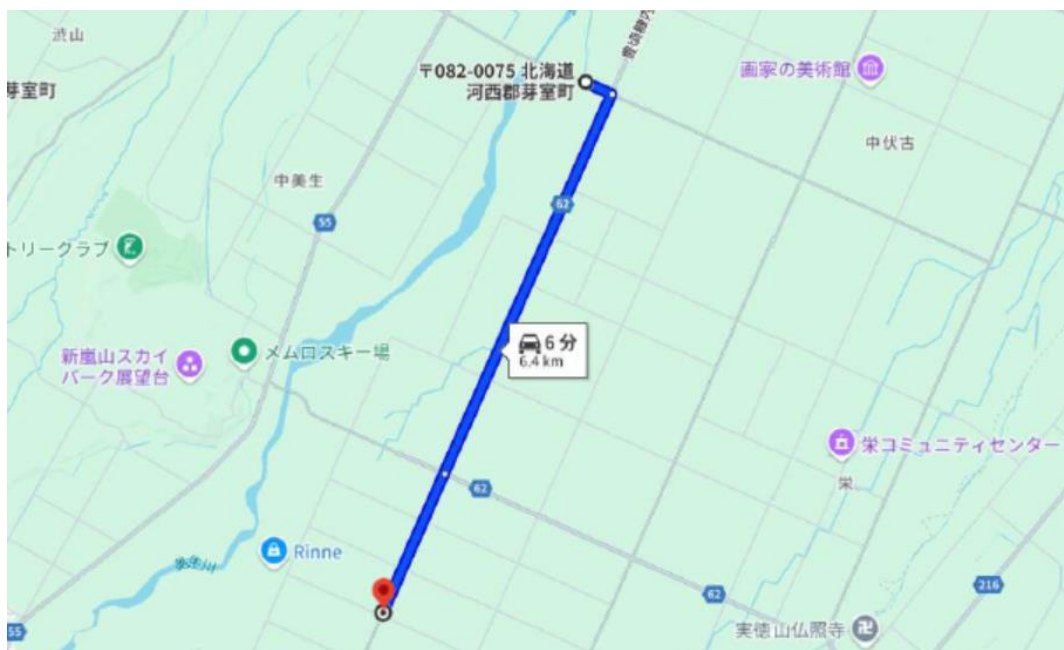 渋山
芽室町
〒082-0075 北海道
河西郡芽室町
画家の美術館
中伏古
中美生
55
62
トリークラブ
6 分
6.4 km
新嵐山スカイ
パーク展望台
メムロスキー場
栄コミュニティセンター
栄
62
Rinne
美生川
62
216
55
実徳山仏照寺